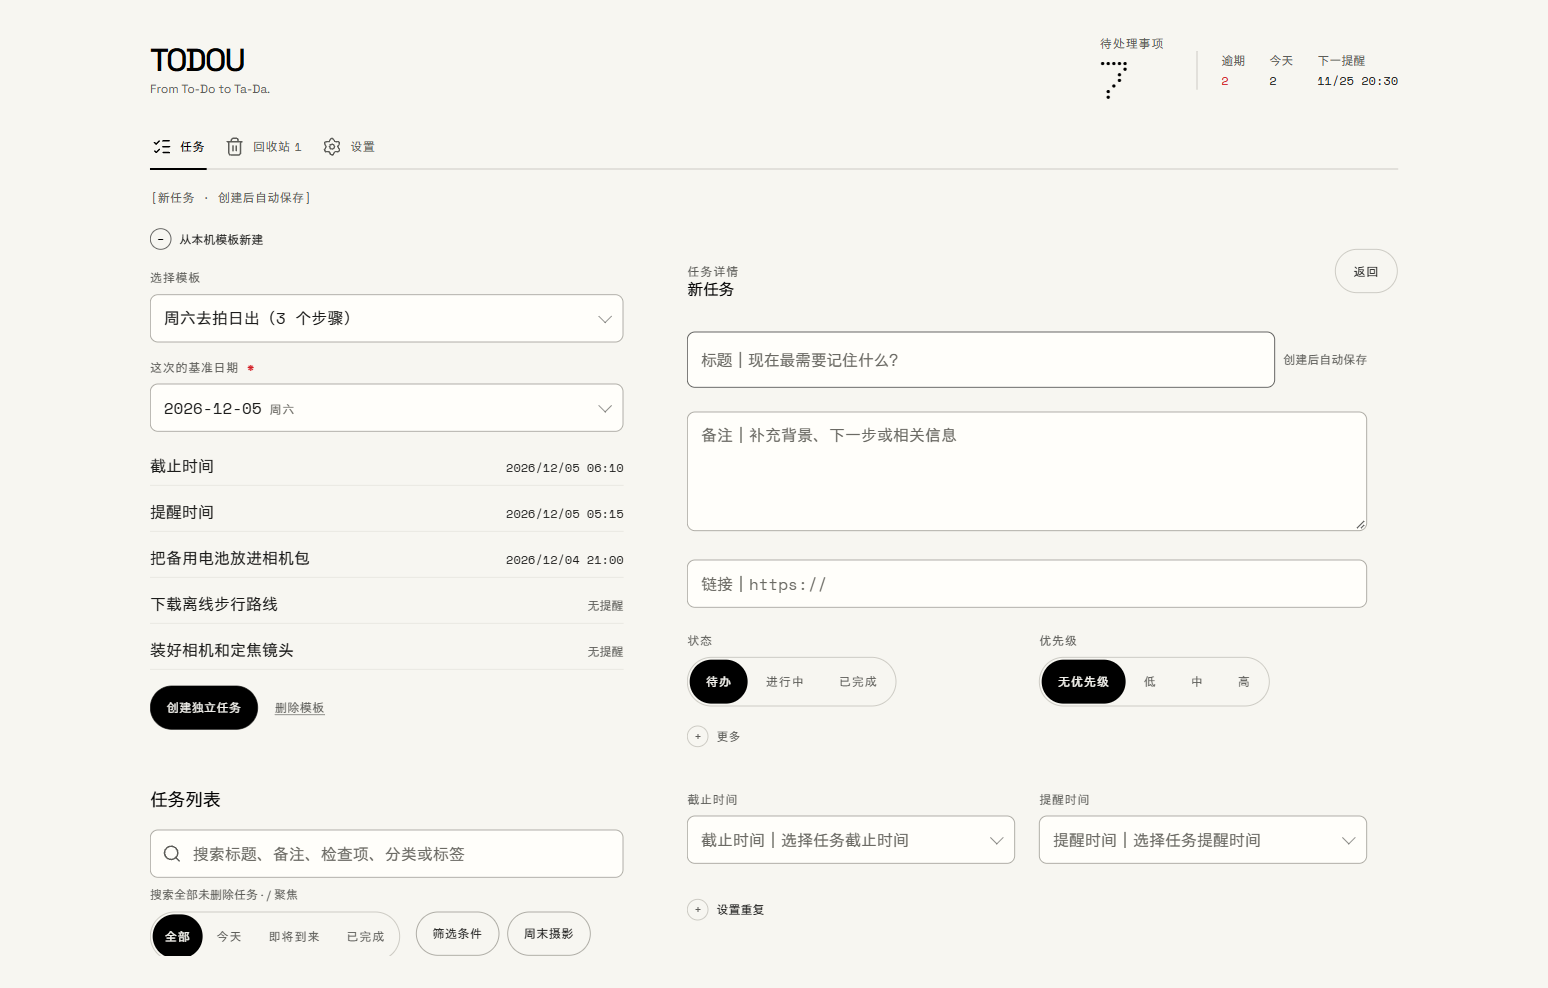 TODOU
From To-Do to Ta-Da.
待处理事项
7
逾期
2
今天
2
下一提醒
11/25 20:30
任务
回收站 1
设置
[新任务 · 创建后自动保存]
从本机模板新建
选择模板
周六去拍日出（3 个步骤）
这次的基准日期 *
2026-12-05 周六
截止时间 2026/12/05 06:10
提醒时间 2026/12/05 05:15
把备用电池放进相机包 2026/12/04 21:00
下载离线步行路线 无提醒
装好相机和定焦镜头 无提醒
创建独立任务 删除模板
任务列表
搜索标题、备注、检查项、分类或标签
搜索全部未删除任务 · / 聚焦
全部 今天 即将到来 已完成 筛选条件 周末摄影
任务详情
新任务
返回
标题｜现在最需要记住什么？
创建后自动保存
备注｜补充背景、下一步或相关信息
链接｜https://
状态
待办 进行中 已完成
优先级
无优先级 低 中 高
+ 更多
截止时间
截止时间｜选择任务截止时间
提醒时间
提醒时间｜选择任务提醒时间
+ 设置重复